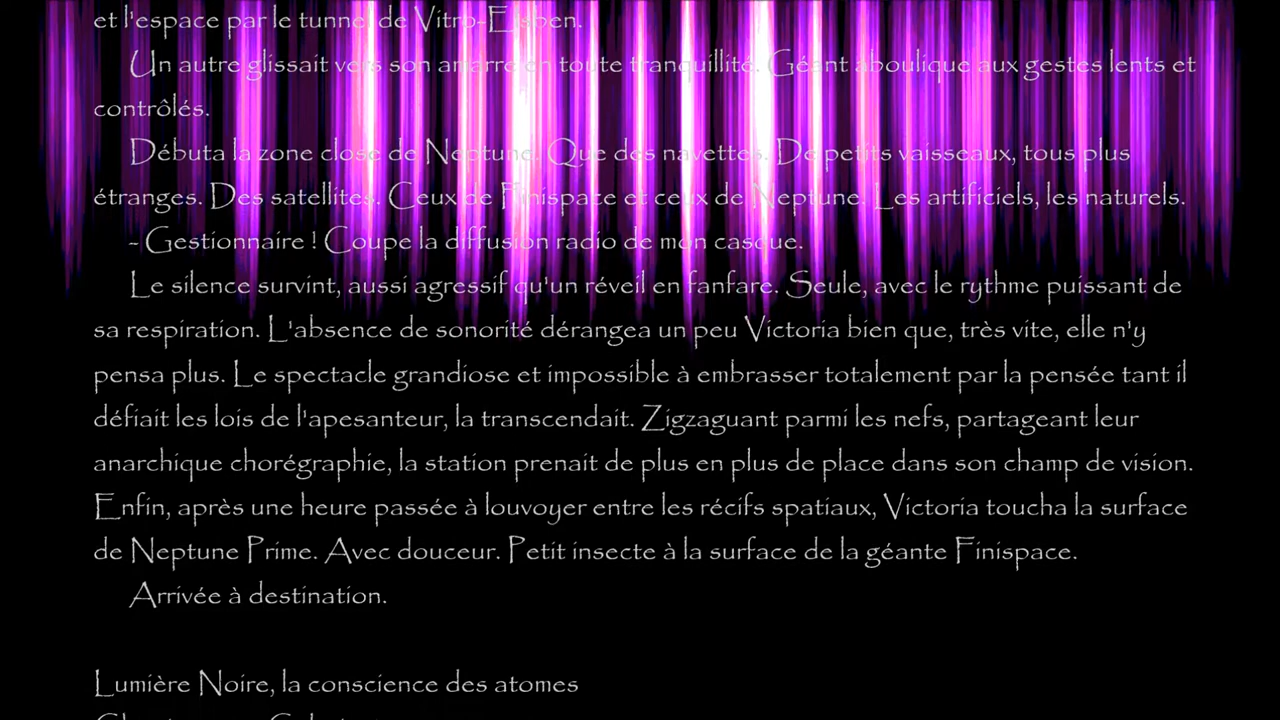 et l'espace par le tunnel de Vitro-Eisben.
Un autre glissait vers son amarre en toute tranquillité. Géant aboulique aux gestes lents et
contrôlés.
Débuta la zone close de Neptune. Que des navettes. De petits vaisseaux, tous plus
étranges. Des satellites. Ceux de Finispace et ceux de Neptune. Les artificiels, les naturels.
- Gestionnaire ! Coupe la diffusion radio de mon casque.
Le silence survint, aussi agressif qu'un réveil en fanfare. Seule, avec le rythme puissant de
sa respiration. L'absence de sonorité dérangea un peu Victoria bien que, très vite, elle n'y
pensa plus. Le spectacle grandiose et impossible à embrasser totalement par la pensée tant il
défiait les lois de l'apesanteur, la transcendait. Zigzaguant parmi les nefs, partageant leur
anarchique chorégraphie, la station prenait de plus en plus de place dans son champ de vision.
Enfin, après une heure passée à louvoyer entre les récifs spatiaux, Victoria toucha la surface
de Neptune Prime. Avec douceur. Petit insecte à la surface de la géante Finispace.
Arrivée à destination.
Lumière Noire, la conscience des atomes